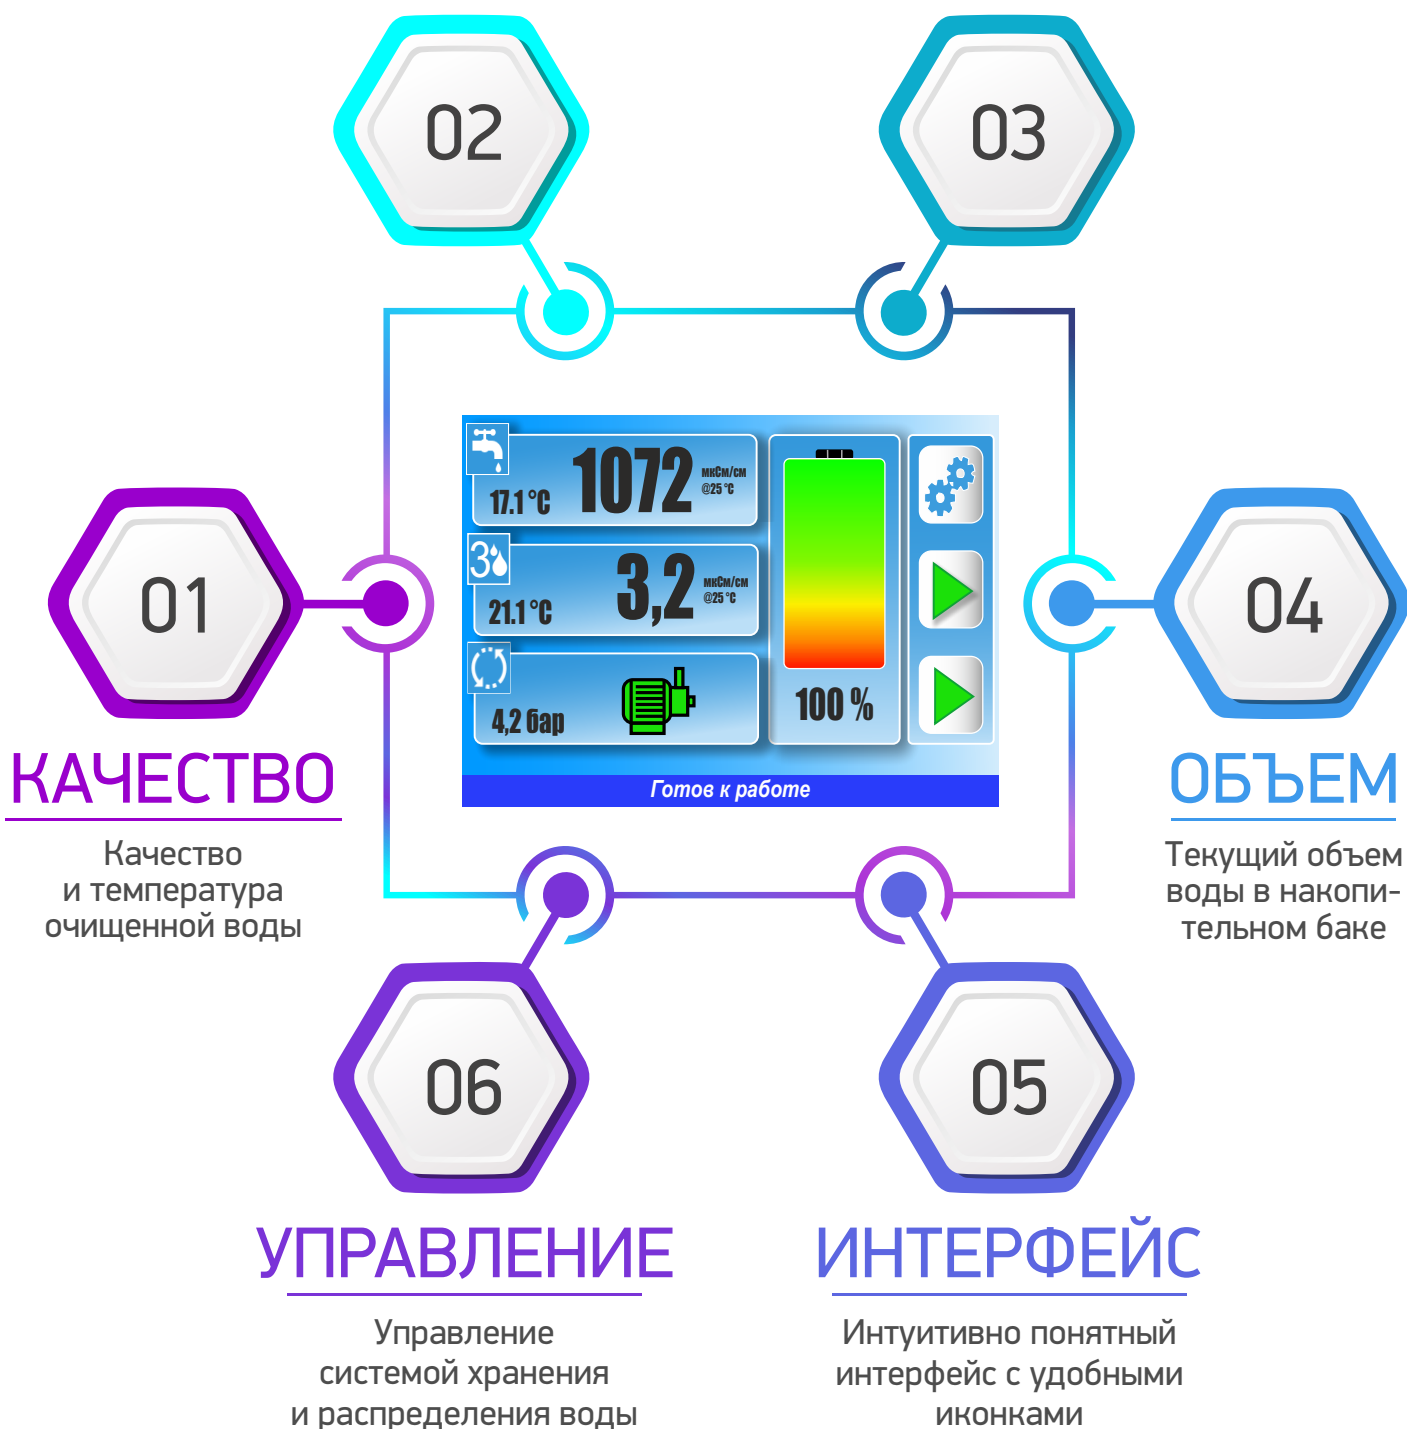 02
03
1072
мкСм/см
@25 °C
17.1 °C
3
3,2
мкСм/см
@25 °C
21.1 °C
4,2 бар
100 %
Готов к работе
01
КАЧЕСТВО
Качество
и температура
очищенной воды
04
ОБЪЕМ
Текущий объем
воды в накопи-
тельном баке
06
УПРАВЛЕНИЕ
Управление
системой хранения
и распределения воды
05
ИНТЕРФЕЙС
Интуитивно понятный
интерфейс с удобными
иконками